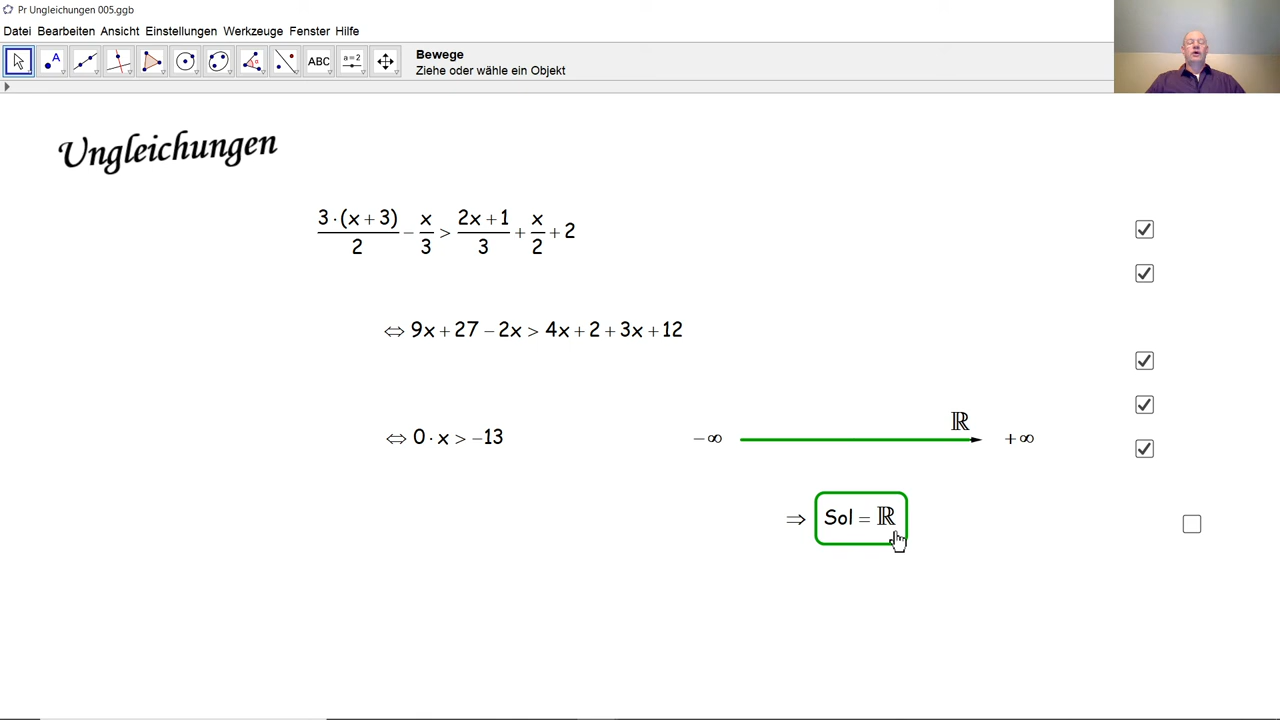 Pr Ungleichungen 005.ggb
Datei Bearbeiten Ansicht Einstellungen Werkzeuge Fenster Hilfe
A ABC a=2 Bewege
Ziehe oder wähle ein Objekt
Ungleichungen
3·(x+3)/2 − x/3 > 2x+1/3 + x/2 + 2
⇔ 9x+27−2x > 4x+2+3x+12
⇔ 0·x > −13 −∞ ℝ +∞
⇒ Sol = ℝ